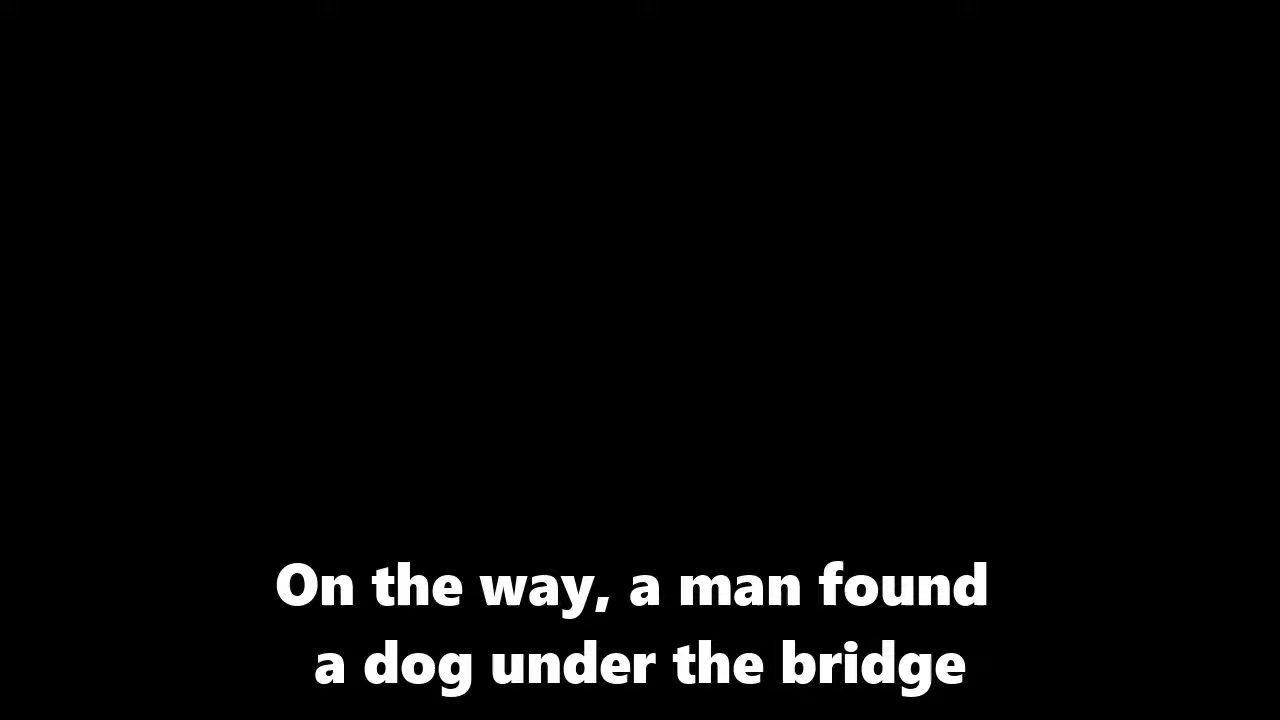 On the way, a man found
a dog under the bridge